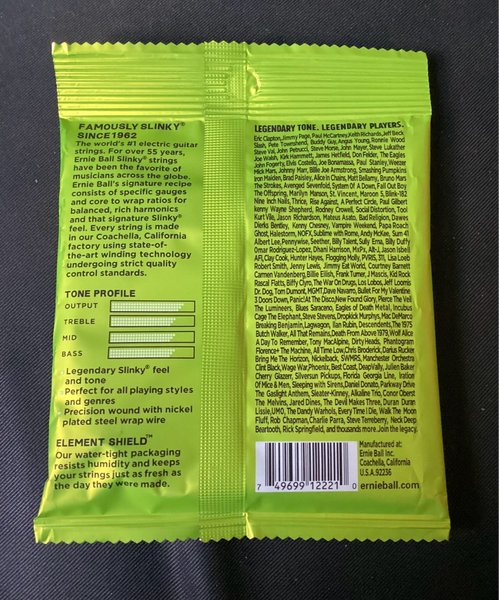 FAMOUSLY SLINKY®
SINCE 1962
The world's #1 electric guitar
strings. For over 55 years,
Ernie Ball Slinky® strings
have been the favorite of
musicians across the globe.
Ernie Ball's signature recipe
consists of specific gauges
and core to wrap ratios for
balanced, rich harmonics
and that signature Slinky®
feel. Every string is made
in our Coachella, California
factory using state-of-
the-art winding technology
undergoing strict quality
control standards.
TONE PROFILE
OUTPUT
TREBLE
MID
BASS
Legendary Slinky® feel
and tone
Perfect for all playing styles
and genres
Precision wound with nickel
plated steel wrap wire
ELEMENT SHIELD™
Our water-tight packaging
resists humidity and keeps
your strings just as fresh as
the day they were made.
LEGENDARY TONE. LEGENDARY PLAYERS.
Eric Clapton, Jimmy Page, Paul McCartney, Keith Richards, Jeff Beck
Slash, Pete Townshend, Buddy Guy, Angus Young, Ronnie Wood
Steve Vai, John Petrucci, Steve Morse, John Mayer, Steve Lukather
Joe Walsh, Kirk Hammett, James Hetfield, Don Felder, The Eagles
John Fogerty, Elvis Costello, Joe Bonamassa, Paul Stanley, Weezer
Mick Mars, Johnny Marr, Billie Joe Armstrong, Smashing Pumpkins
Iron Maiden, Brad Paisley, Alice in Chains, Matt Bellamy, Bruno Mars
The Strokes, Avenged Sevenfold, System Of A Down, Fall Out Boy
The Offspring, Marilyn Manson, St. Vincent, Maroon 5, Blink-182
Nine Inch Nails, Thrice, Rise Against, A Perfect Circle, Paul Gilbert
kenny Wayne Shepherd, Rodney Crowell, Social Distortion, Tool
Kurt Vile, Jason Richardson, Mateus Asato, Bad Religion, Dawes
Dierks Bentley, Kenny Chesney, Vampire Weekend, Papa Roach
Ghost, Halestorm, NOFX, Sublime with Rome, Andy McKee, Sum 41
Albert Lee, Pennywise, Seether, Billy Talent, Sully Erna, Billy Duffy
Omar Rodriguez-Lopez, Dhani Harrison, MxPx, Alt-J, Jason Isbell
AFI, Clay Cook, Hunter Hayes, Flogging Molly, PVRIS, 311, Lisa Loeb
Robert Smith, Jenny Lewis, Jimmy Eat World, Courtney Barnett
Carmen Vandenberg, Billie Eilish, Frank Turner, J Mascis, Kid Rock
Rascal Flatts, Biffy Clyro, The War On Drugs, Los Lobos, Jeff Loomis
Dr. Dog, Tom Dumont, MGMT, Dave Navarro, Bullet For My Valentine
3 Doors Down, Panic! At The Disco, New Found Glory, Pierce The Veil
The Lumineers, Blues Saraceno, Eagles of Death Metal, Incubus
Cage The Elephant, Steve Stevens, Dropkick Murphys, Mac DeMarco
Breaking Benjamin, Lagwagon, Ilan Rubin, Descendents, The 1975
Butch Walker, All That Remains, Death From Above 1979, Wolf Alice
A Day To Remember, Tony MacAlpine, Dirty Heads, Phantogram
Florence+ The Machine, All Time Low, Chris Broderick, Darius Rucker
Bring Me The Horizon, Nickelback, SWMRS, Manchester Orchestra
Clint Black, Wage War, Phoenix, Best Coast, DeapVally, Julien Baker
Cherry Glazerr, Silversun Pickups, Florida Georgia Line, Iration
Of Mice & Men, Sleeping with Sirens, Daniel Donato, Parkway Drive
The Gaslight Anthem, Sleater-Kinney, Alkaline Trio, Conor Oberst
The Melvins, Jared Dines, The Devil Makes Three, Duran Duran
Lissie, UMO, The Dandy Warhols, Every Time I Die, Walk The Moon
Fluff, Rob Chapman, Charlie Parra, Steve Terreberry, Neck Deep
Beartooth, Rick Springfield, and thousands more. Join the legacy.
7 49699 12221 0
Manufactured at:
Ernie Ball Inc.
Coachella, California
U.S.A. 92236
ernieball.com